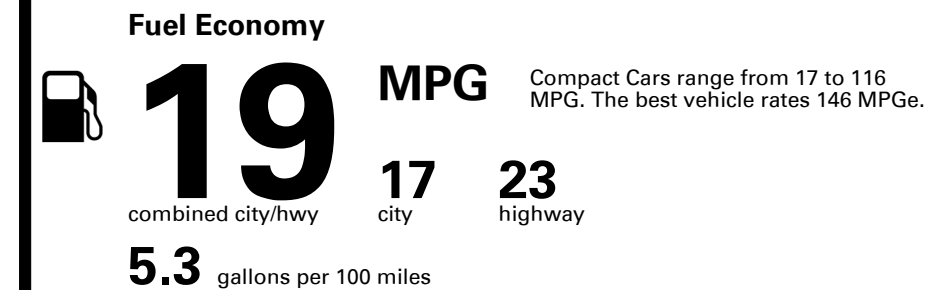 Fuel Economy
19 MPG
Compact Cars range from 17 to 116
MPG. The best vehicle rates 146 MPGe.
17 23
combined city/hwy city highway
5.3 gallons per 100 miles